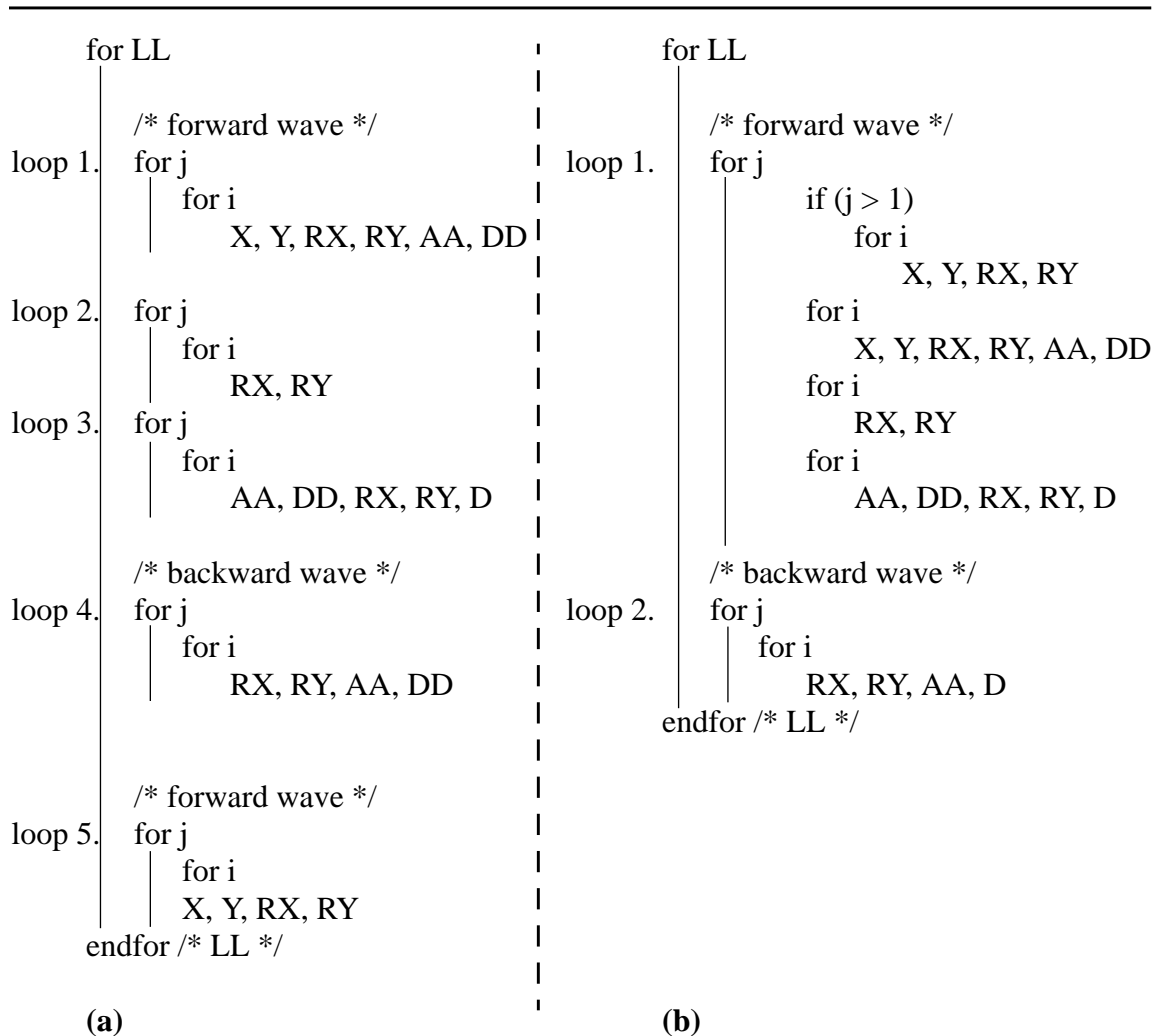 for LL
/* forward wave */
loop 1. for j
for i
X, Y, RX, RY, AA, DD
loop 2. for j
for i
RX, RY
loop 3. for j
for i
AA, DD, RX, RY, D
/* backward wave */
loop 4. for j
for i
RX, RY, AA, DD
/* forward wave */
loop 5. for j
for i
X, Y, RX, RY
endfor /* LL */
(a)
for LL
/* forward wave */
loop 1. for j
if (j > 1)
for i
X, Y, RX, RY
for i
X, Y, RX, RY, AA, DD
for i
RX, RY
for i
AA, DD, RX, RY, D
/* backward wave */
loop 2. for j
for i
RX, RY, AA, D
endfor /* LL */
(b)